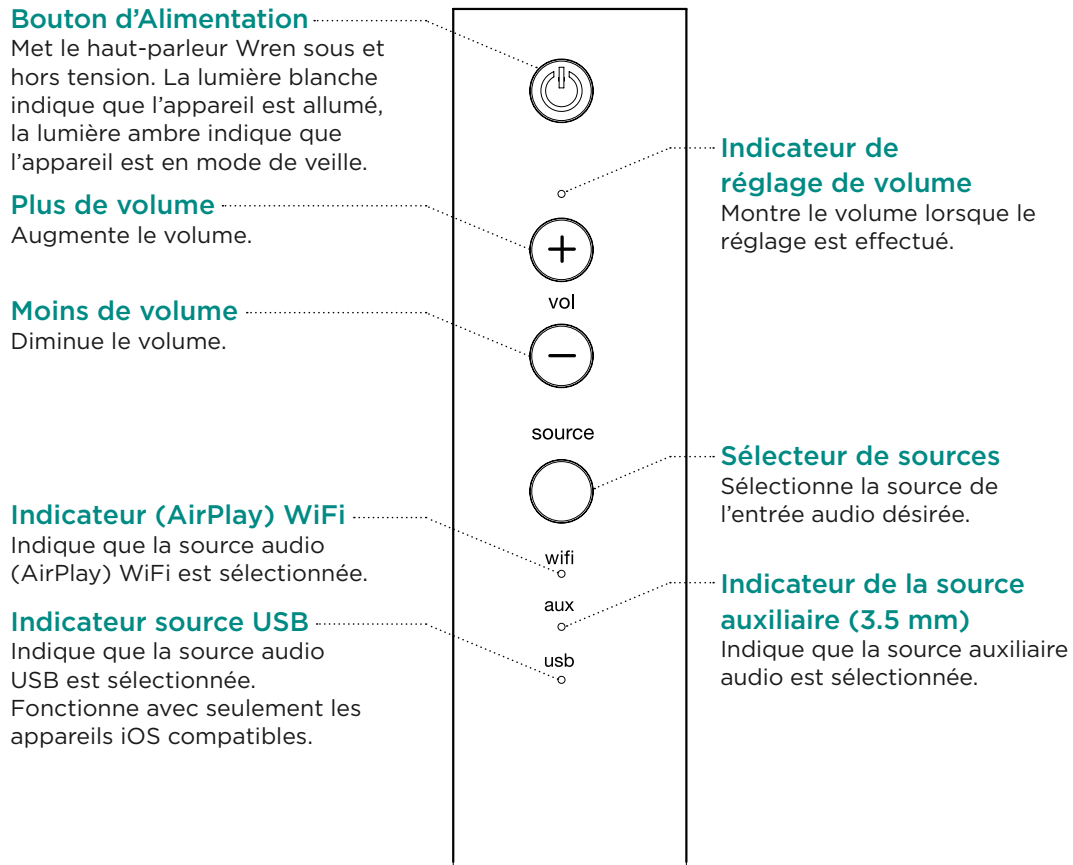 Bouton d’Alimentation
Met le haut-parleur Wren sous et
hors tension. La lumière blanche
indique que l’appareil est allumé,
la lumière ambre indique que
l’appareil est en mode de veille.
Plus de volume
Augmente le volume.
Moins de volume
Diminue le volume.
Indicateur (AirPlay) WiFi
Indique que la source audio
(AirPlay) WiFi est sélectionnée.
Indicateur source USB
Indique que la source audio
USB est sélectionnée.
Fonctionne avec seulement les
appareils iOS compatibles.
vol
source
wifi
aux
usb
Indicateur de
réglage de volume
Montre le volume lorsque le
réglage est effectué.
Sélecteur de sources
Sélectionne la source de
l’entrée audio désirée.
Indicateur de la source
auxiliaire (3.5 mm)
Indique que la source auxiliaire
audio est sélectionnée.